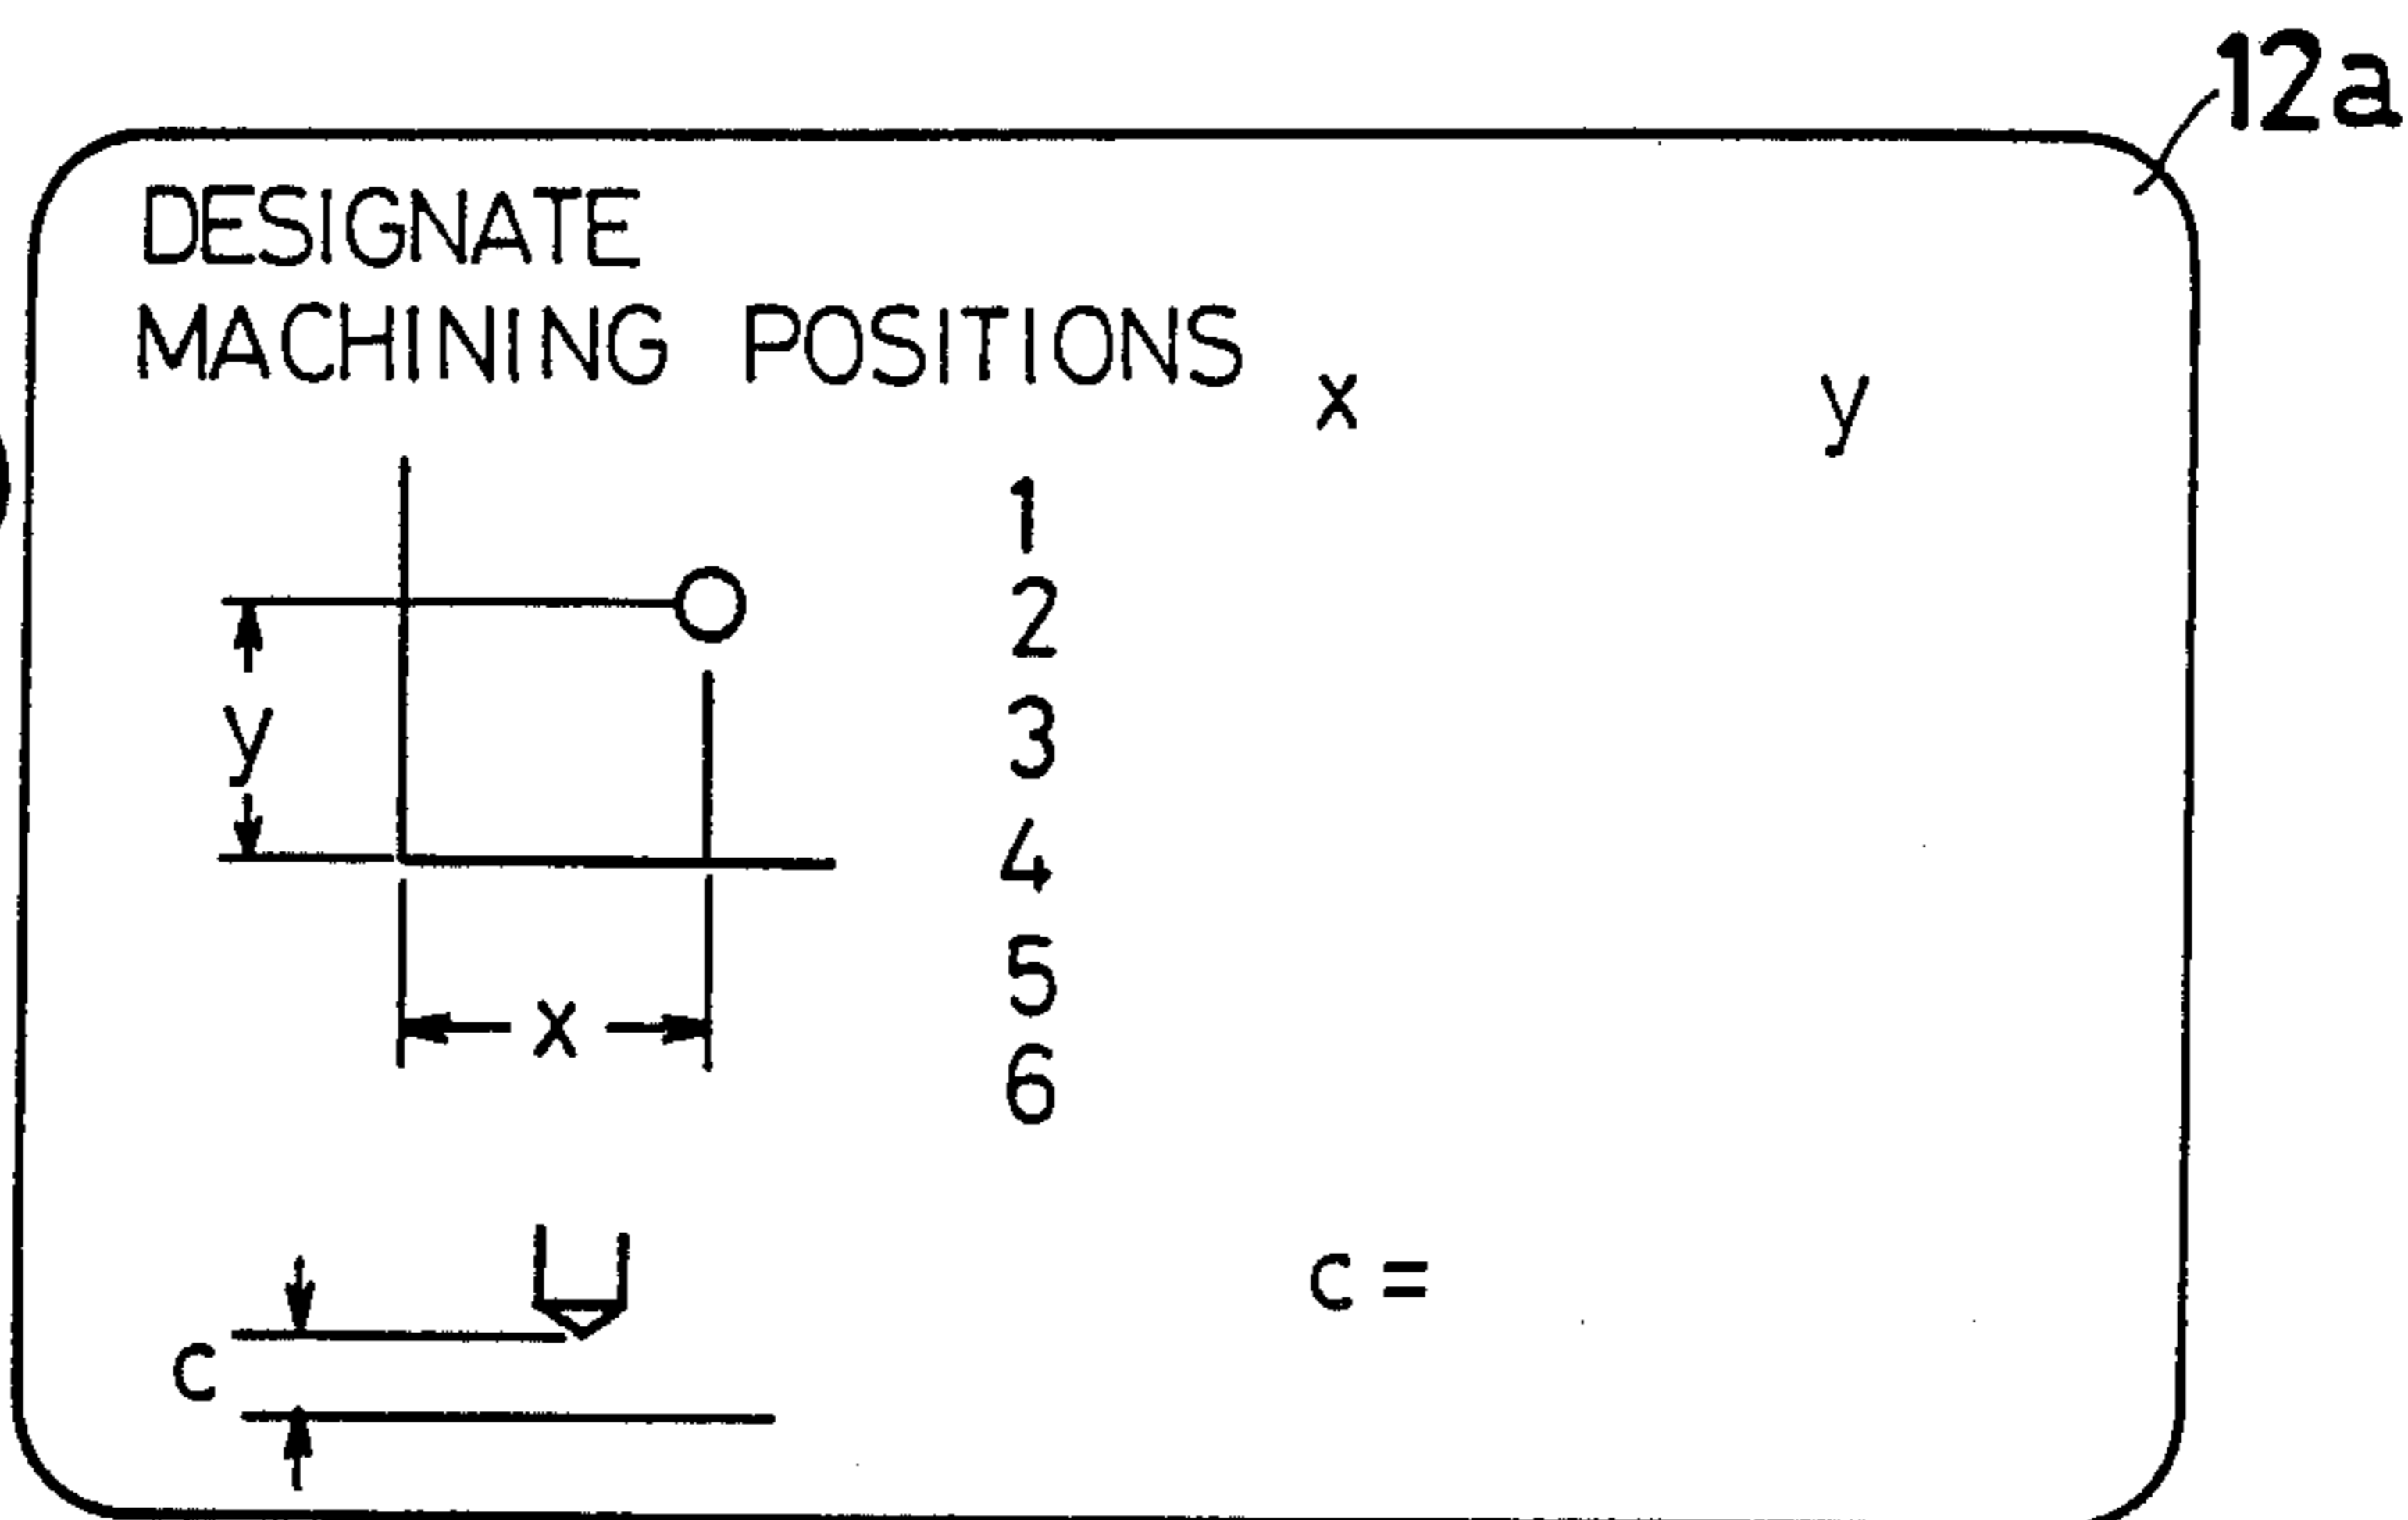 12a
DESIGNATE
MACHINING POSITIONS
x y
1
2
3
4
5
6
y
x
c
c =